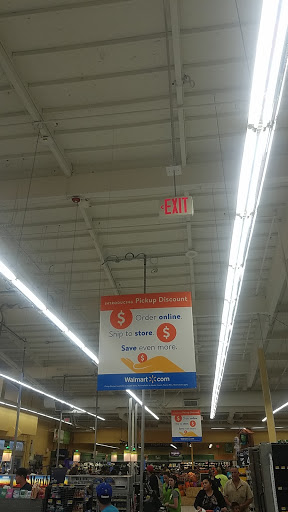 EXIT
INTRODUCING Pickup Discount
$ Order online.
Ship to store. $
Save even more.
$
Walmart.com